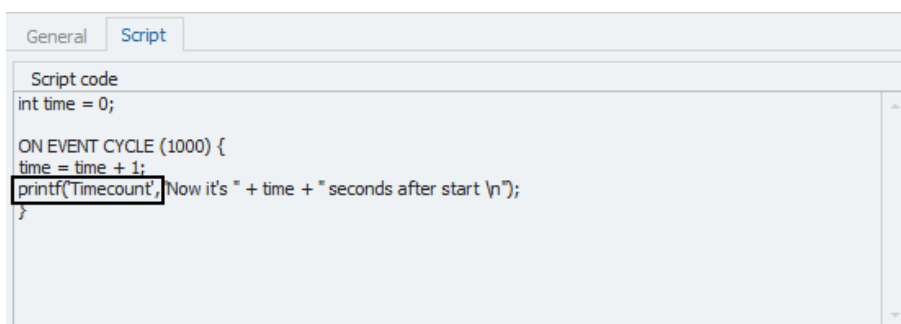 General Script
Script code
int time = 0;
ON EVENT CYCLE (1000) {
time = time + 1;
printf('Timecount', "Now it's " + time + " seconds after start \n");
}